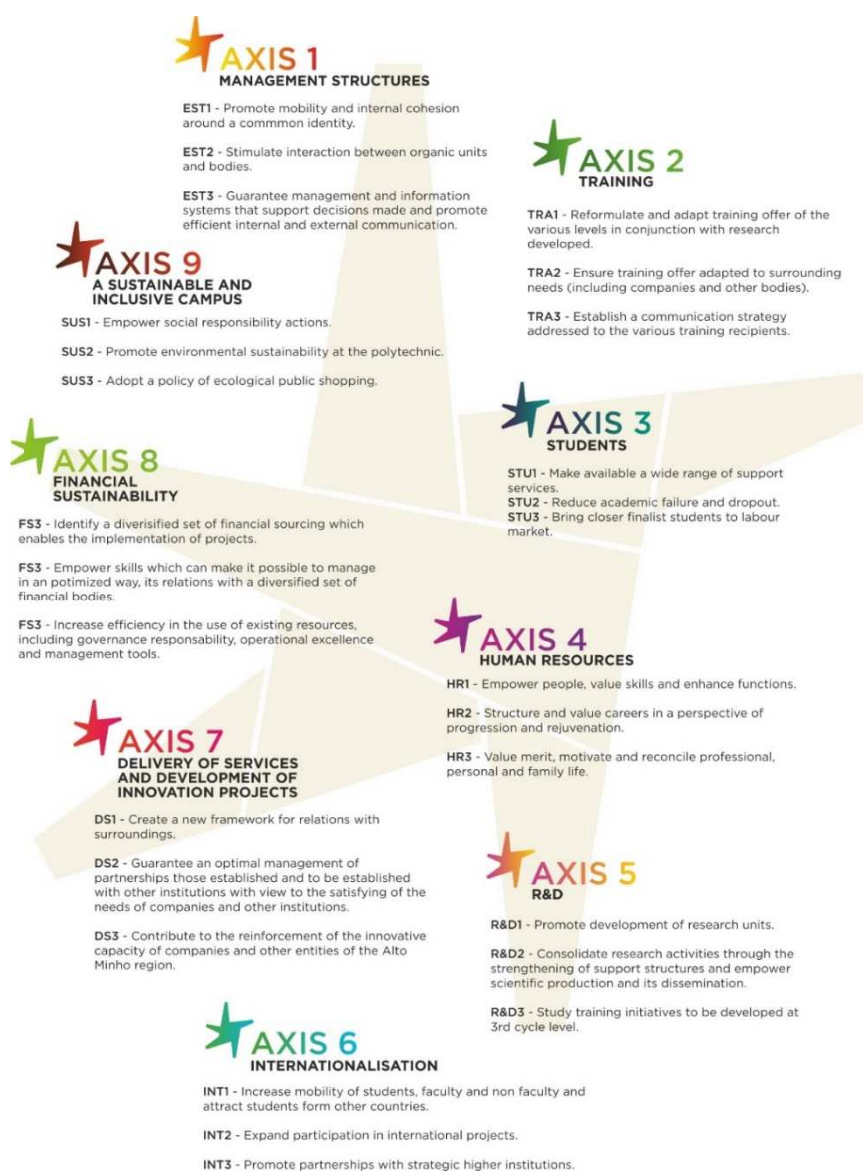 AXIS 1
MANAGEMENT STRUCTURES
EST1 - Promote mobility and internal cohesion
around a commmon identity.
EST2 - Stimulate interaction between organic units
and bodies.
EST3 - Guarantee management and information
systems that support decisions made and promote
efficient internal and external communication.
AXIS 2
TRAINING
TRA1 - Reformulate and adapt training offer of the
various levels in conjunction with research
developed.
TRA2 - Ensure training offer adapted to surrounding
needs (including companies and other bodies).
TRA3 - Establish a communication strategy
addressed to the various training recipients.
AXIS 3
STUDENTS
STU1 - Make available a wide range of support
services.
STU2 - Reduce academic failure and dropout.
STU3 - Bring closer finalist students to labour
market.
AXIS 4
HUMAN RESOURCES
HR1 - Empower people, value skills and enhance functions.
HR2 - Structure and value careers in a perspective of
progression and rejuvenation.
HR3 - Value merit, motivate and reconcile professional,
personal and family life.
AXIS 5
R&D
R&D1 - Promote development of research units.
R&D2 - Consolidate research activities through the
strengthening of support structures and empower
scientific production and its dissemination.
R&D3 - Study training initiatives to be developed at
3rd cycle level.
AXIS 6
INTERNATIONALISATION
INT1 - Increase mobility of students, faculty and non faculty and
attract students form other countries.
INT2 - Expand participation in international projects.
INT3 - Promote partnerships with strategic higher institutions.
AXIS 7
DELIVERY OF SERVICES
AND DEVELOPMENT OF
INNOVATION PROJECTS
DS1 - Create a new framework for relations with
surroundings.
DS2 - Guarantee an optimal management of
partnerships those established and to be established
with other institutions with view to the satisfying of the
needs of companies and other institutions.
DS3 - Contribute to the reinforcement of the innovative
capacity of companies and other entities of the Alto
Minho region.
AXIS 8
FINANCIAL
SUSTAINABILITY
FS3 - Identify a diverisified set of financial sourcing which
enables the implementation of projects.
FS3 - Empower skills which can make it possible to manage
in an potimized way, its relations with a diversified set of
financial bodies.
FS3 - Increase efficiency in the use of existing resources,
including governance responsability, operational excellence
and management tools.
AXIS 9
A SUSTAINABLE AND
INCLUSIVE CAMPUS
SUS1 - Empower social responsibility actions.
SUS2 - Promote environmental sustainability at the polytechnic.
SUS3 - Adopt a policy of ecological public shopping.